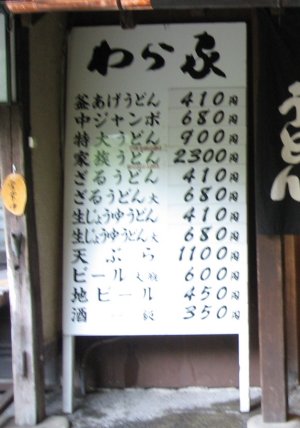 わら家
釜あげうどん 410円
中ジャンボ 680円
特大うどん 900円
家族うどん 2300円
ざるうどん 410円
ざるうどん大 680円
生じょうゆうどん 410円
生じょうゆうどん大 680円
天ぷら 1100円
ビール大瓶 600円
地ビール 450円
酒 350円
うどん